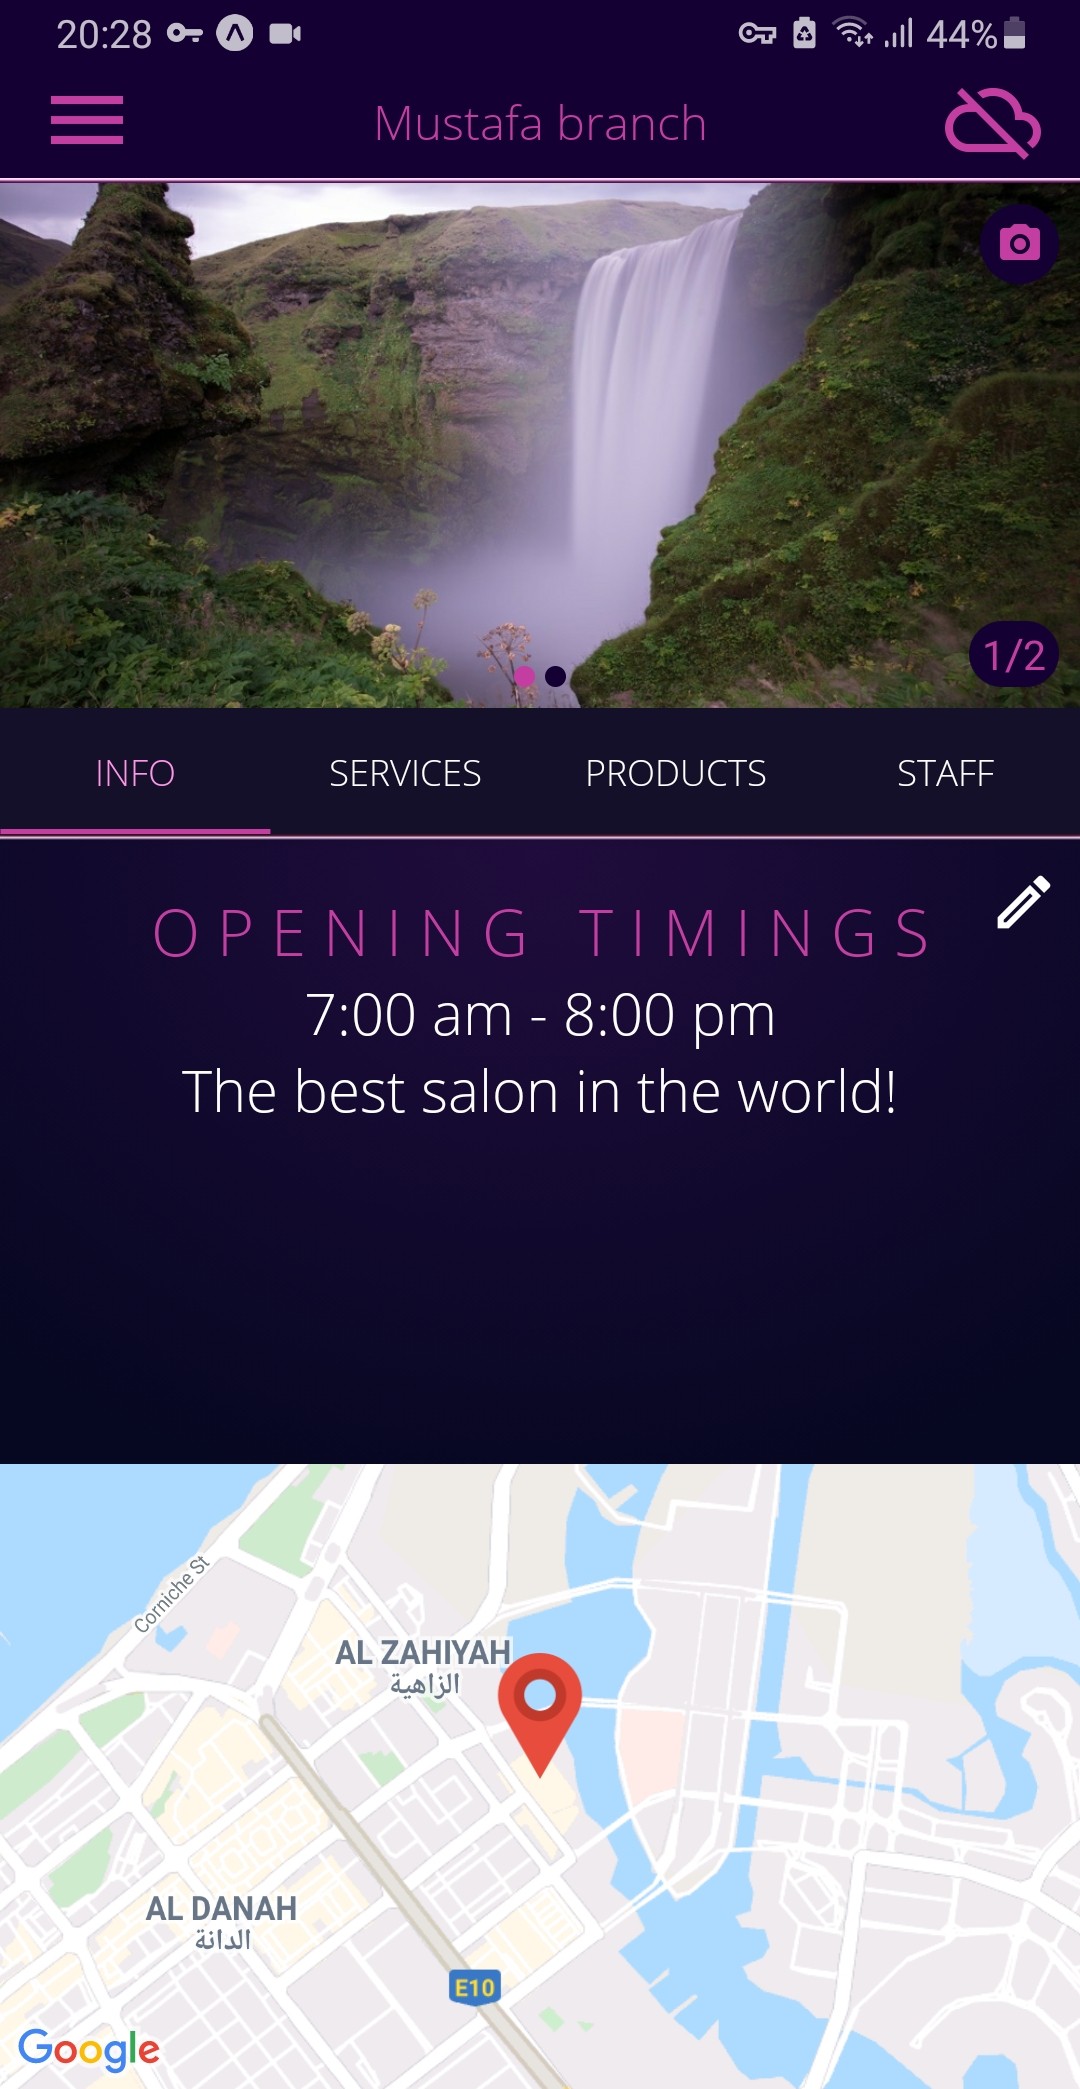 20:28
44%
Mustafa branch
1/2
INFO
SERVICES
PRODUCTS
STAFF
OPENING TIMINGS
7:00 am - 8:00 pm
The best salon in the world!
Corniche St
AL ZAHIYAH
الزاهية
AL DANAH
الدانة
E10
Google